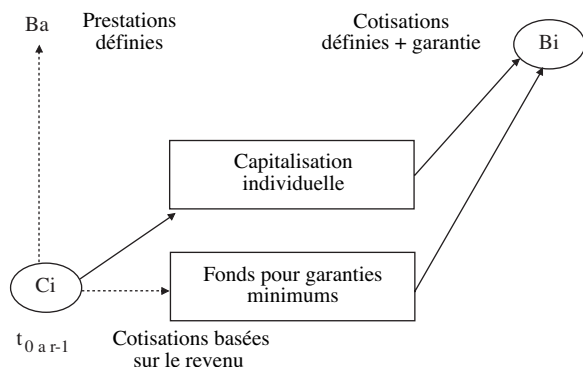 Ba
Prestations
définies
Cotisations
définies + garantie
Bi
Capitalisation
individuelle
Ci
Fonds pour garanties
minimums
t0 a r-1
Cotisations basées
sur le revenu